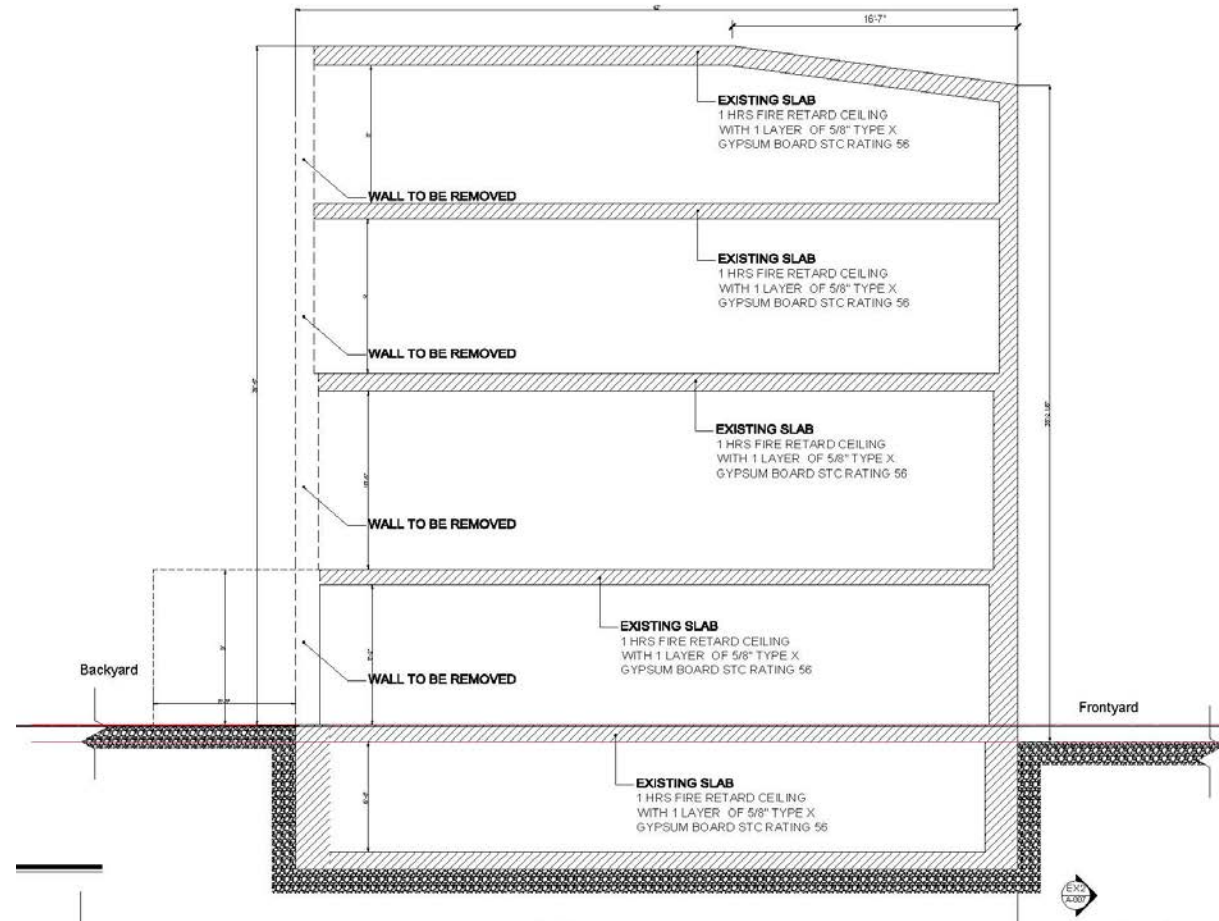 42'
16'-7"
EXISTING SLAB
1 HRS FIRE RETARD CEILING
WITH 1 LAYER OF 5/8" TYPE X
GYPSUM BOARD STC RATING 56
WALL TO BE REMOVED
EXISTING SLAB
1 HRS FIRE RETARD CEILING
WITH 1 LAYER OF 5/8" TYPE X
GYPSUM BOARD STC RATING 56
WALL TO BE REMOVED
EXISTING SLAB
1 HRS FIRE RETARD CEILING
WITH 1 LAYER OF 5/8" TYPE X
GYPSUM BOARD STC RATING 56
WALL TO BE REMOVED
EXISTING SLAB
1 HRS FIRE RETARD CEILING
WITH 1 LAYER OF 5/8" TYPE X
GYPSUM BOARD STC RATING 56
Backyard
WALL TO BE REMOVED
Frontyard
EXISTING SLAB
1 HRS FIRE RETARD CEILING
WITH 1 LAYER OF 5/8" TYPE X
GYPSUM BOARD STC RATING 56
EX2
A-007